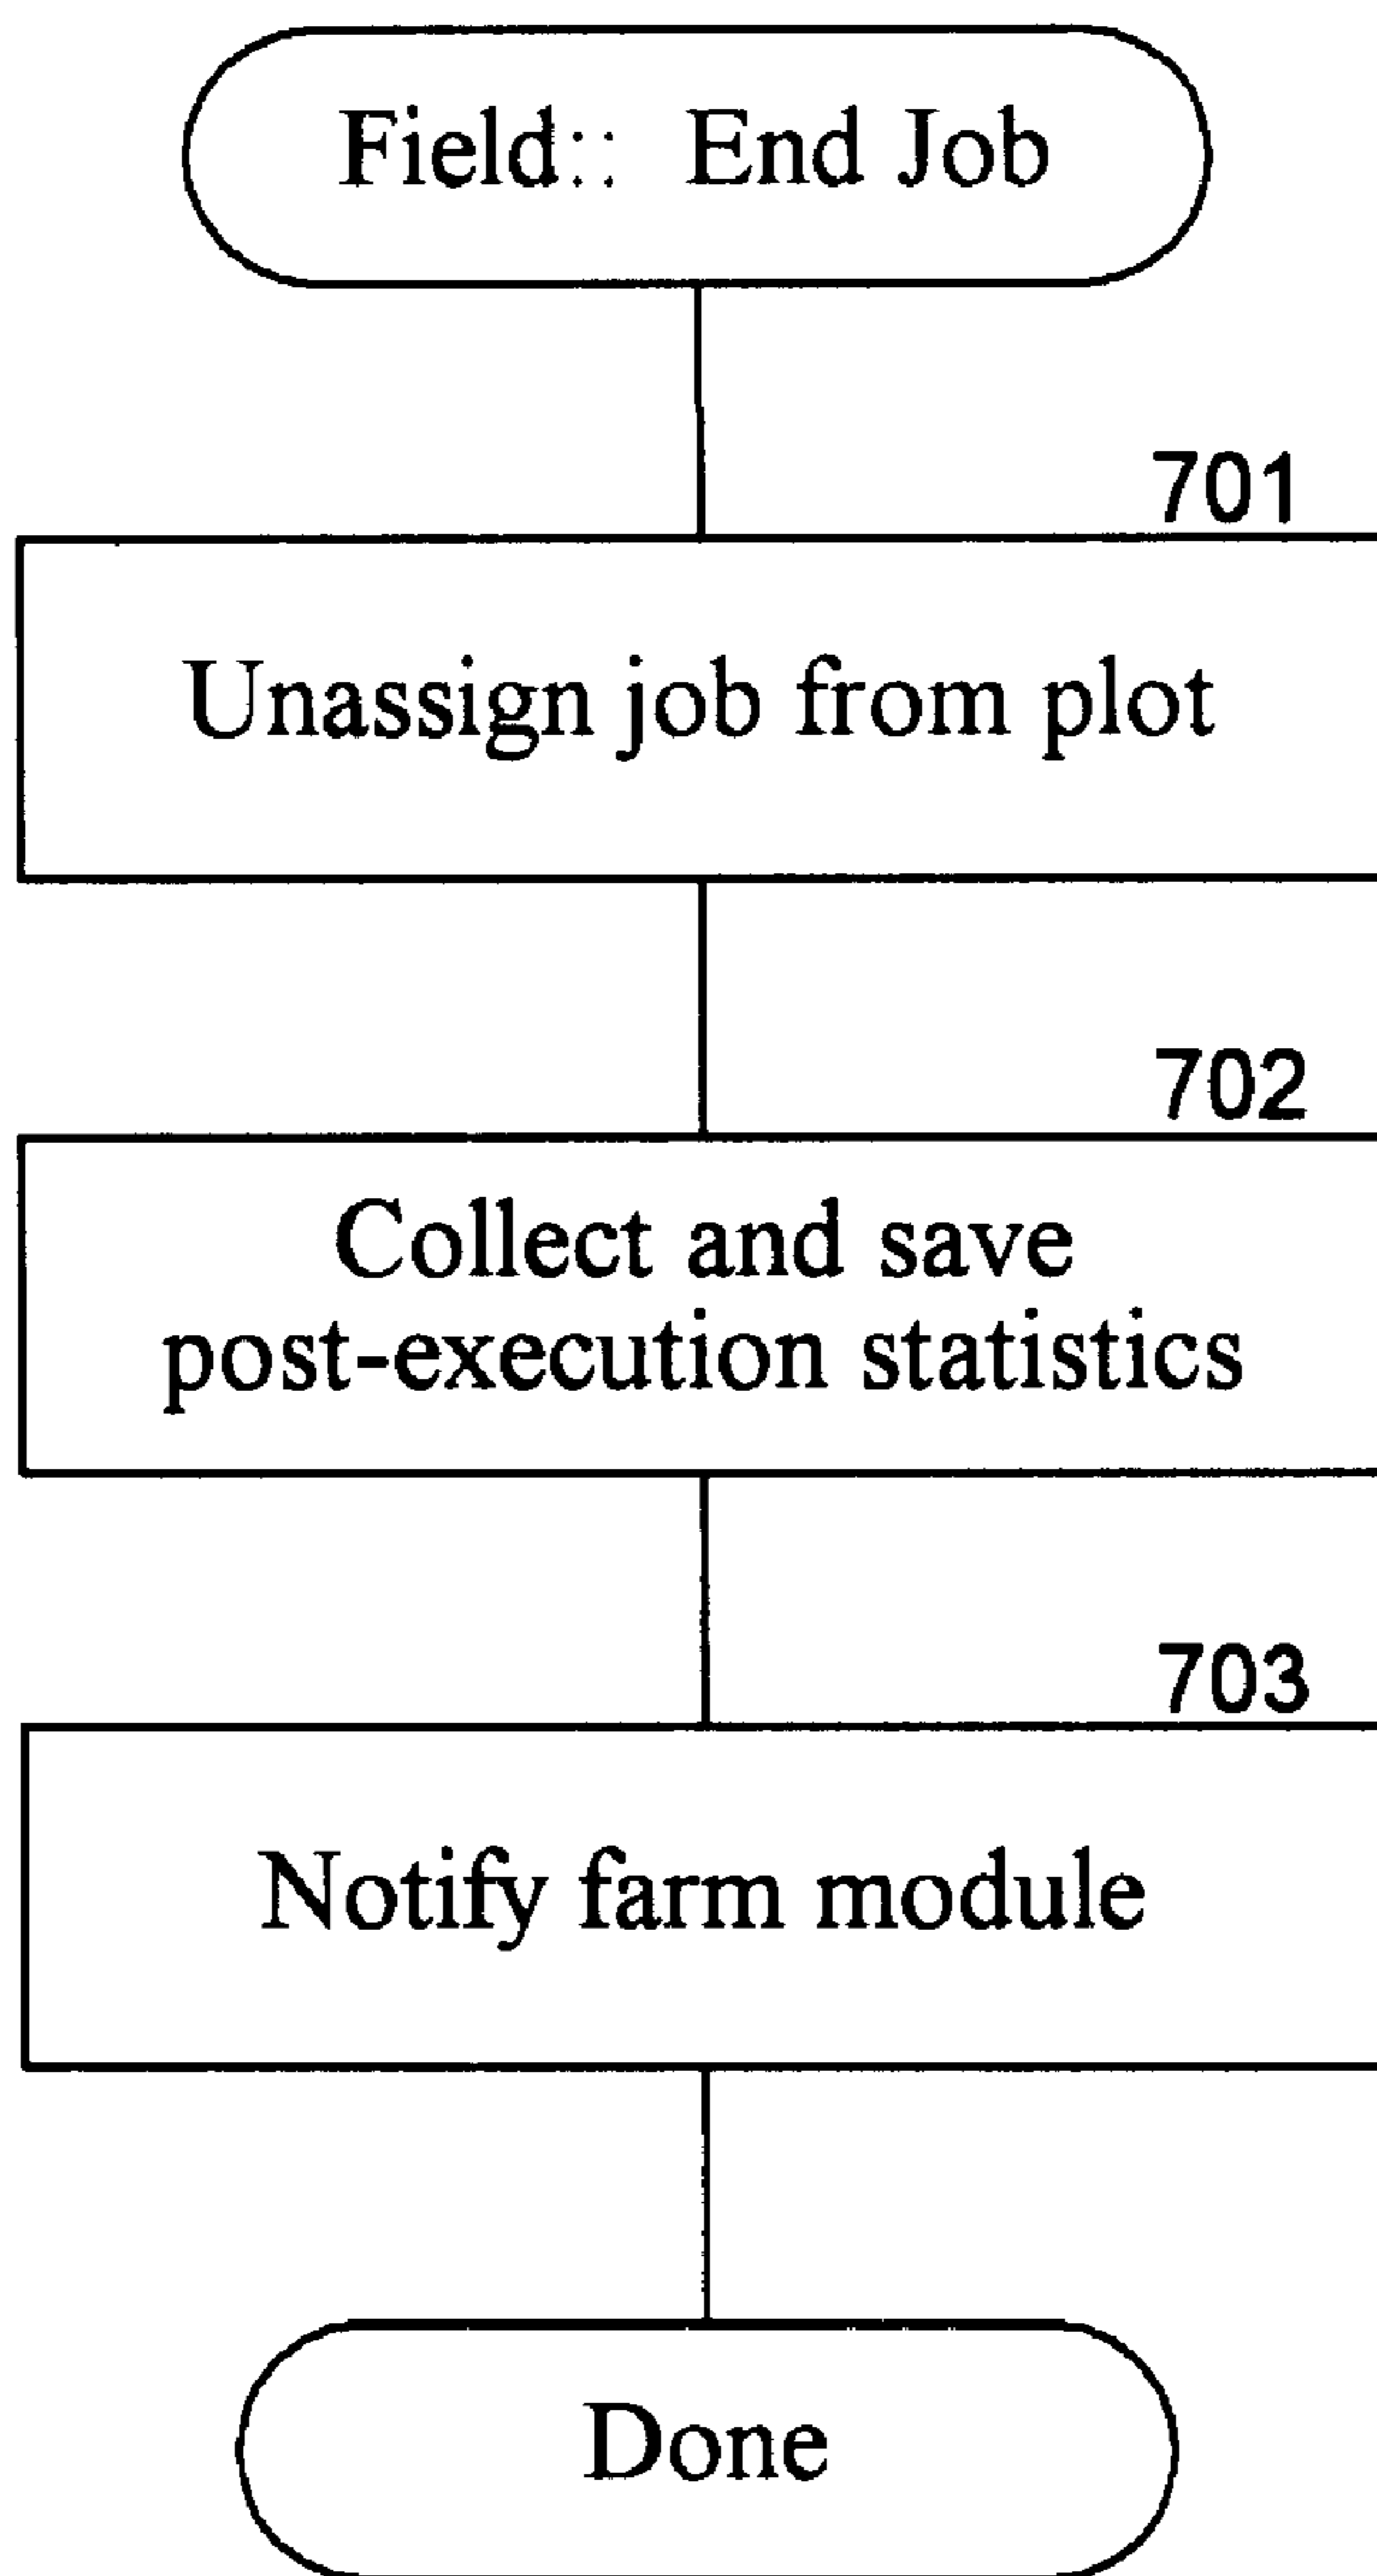 Field:: End Job
701
Unassign job from plot
702
Collect and save
post-execution statistics
703
Notify farm module
Done